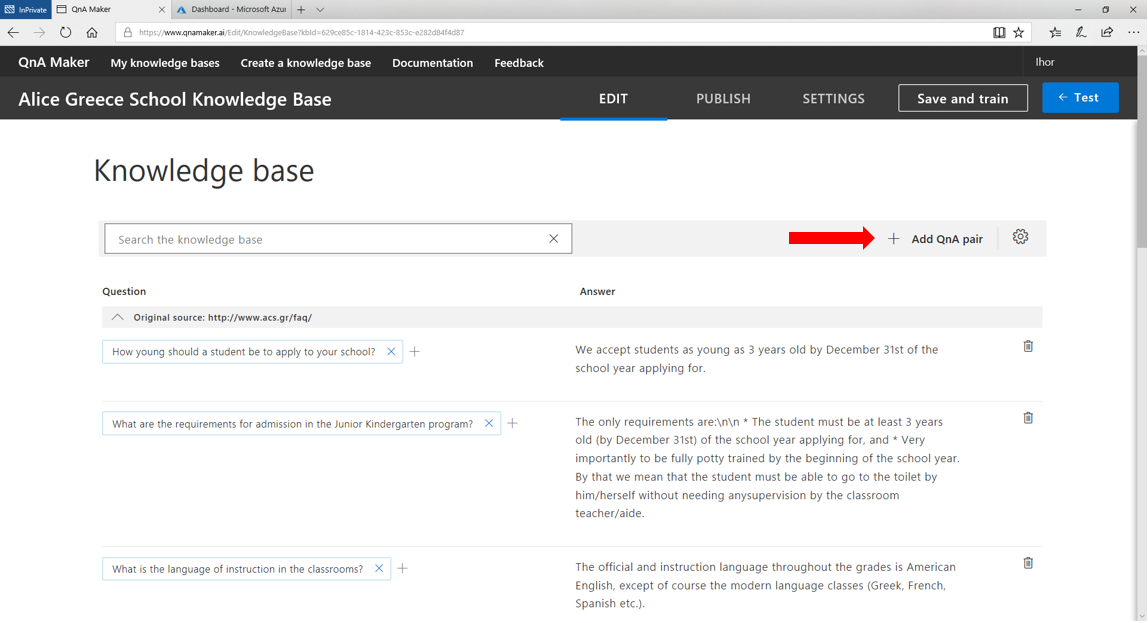 InPrivate
QnA Maker
Dashboard - Microsoft Azur
https://www.qnamaker.ai/Edit/KnowledgeBase?kbId=629ce85c-1814-423c-853c-e282d84f4d87
QnA Maker My knowledge bases Create a knowledge base Documentation Feedback Ihor
Alice Greece School Knowledge Base EDIT PUBLISH SETTINGS Save and train Test
Knowledge base
Search the knowledge base
Add QnA pair
Question Answer
Original source: http://www.acs.gr/faq/
How young should a student be to apply to your school?
We accept students as young as 3 years old by December 31st of the
school year applying for.
What are the requirements for admission in the Junior Kindergarten program?
The only requirements are:\n\n * The student must be at least 3 years
old (by December 31st) of the school year applying for, and * Very
importantly to be fully potty trained by the beginning of the school year.
By that we mean that the student must be able to go to the toilet by
him/herself without needing anysupervision by the classroom
teacher/aide.
What is the language of instruction in the classrooms?
The official and instruction language throughout the grades is American
English, except of course the modern language classes (Greek, French,
Spanish etc.).